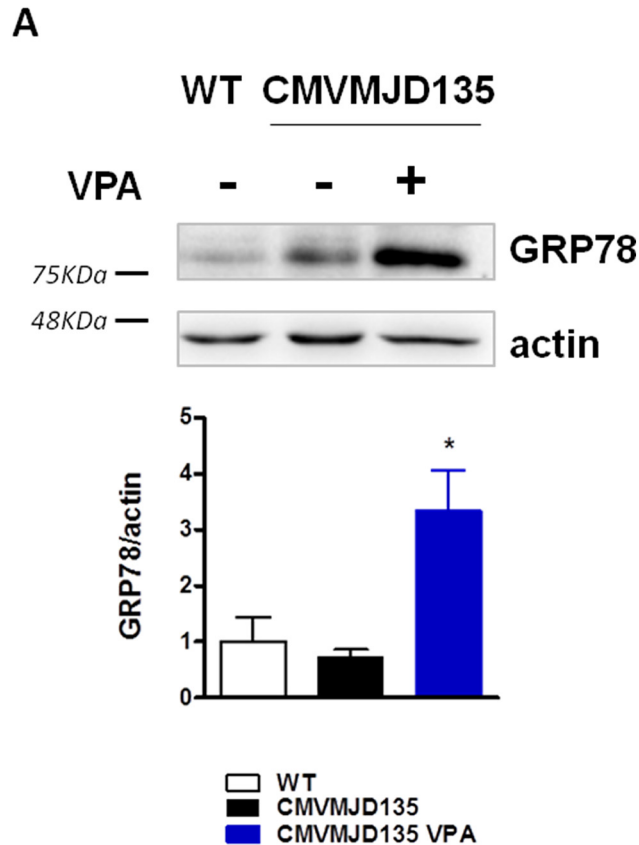 A
WT CMVMJD135
VPA - - +
GRP78
75KDa
48KDa
actin
5
*
4
3
2
1
0
GRP78/actin
WT
CMVMJD135
CMVMJD135 VPA